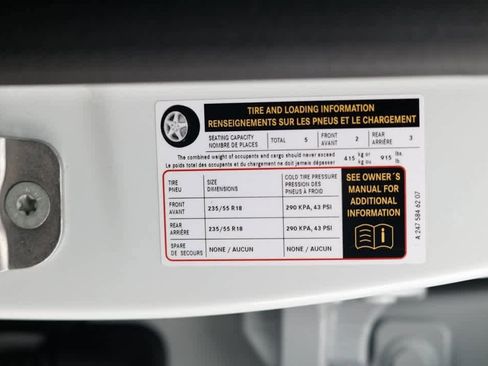 TIRE AND LOADING INFORMATION
RENSEIGNEMENTS SUR LES PNEUS ET LE CHARGEMENT
SEATING CAPACITY TOTAL 5 FRONT 2 REAR 3
NOMBRE DE PLACES AVANT ARRIÈRE
The combined weight of occupants and cargo should never exceed 415 kg or 915 lbs.
Le poids total des occupants et du chargement ne doit jamais dépasser kg ou lb.
TIRE SIZE COLD TIRE PRESSURE
PNEU DIMENSIONS PRESSION DES
PNEUS À FROID
FRONT
AVANT 235/55 R18 290 KPA, 43 PSI
REAR
ARRIÈRE 235/55 R18 290 KPA, 43 PSI
SPARE
DE SECOURS NONE / AUCUN NONE / AUCUN
SEE OWNER´S
MANUAL FOR
ADDITIONAL
INFORMATION
i
A 247 584 62 07